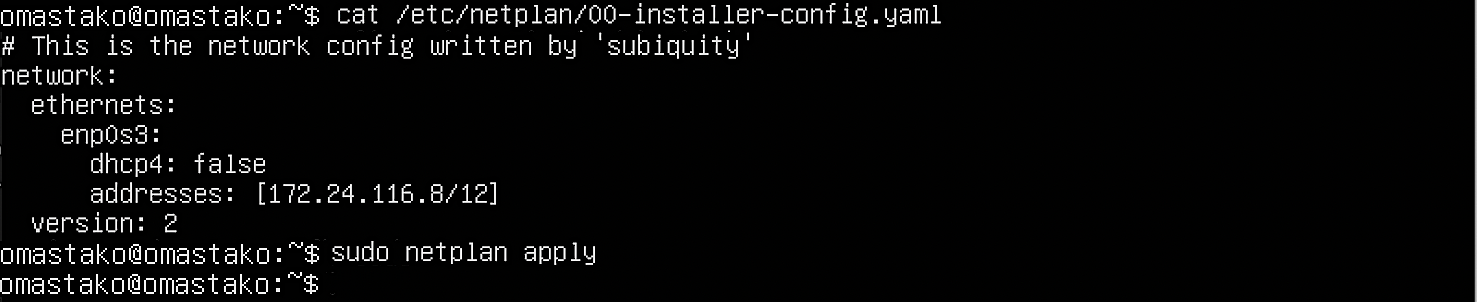 omastako@omastako:~$ cat /etc/netplan/00-installer-config.yaml
# This is the network config written by 'subiquity'
network:
  ethernets:
    enp0s3:
      dhcp4: false
      addresses: [172.24.116.8/12]
  version: 2
omastako@omastako:~$ sudo netplan apply
omastako@omastako:~$